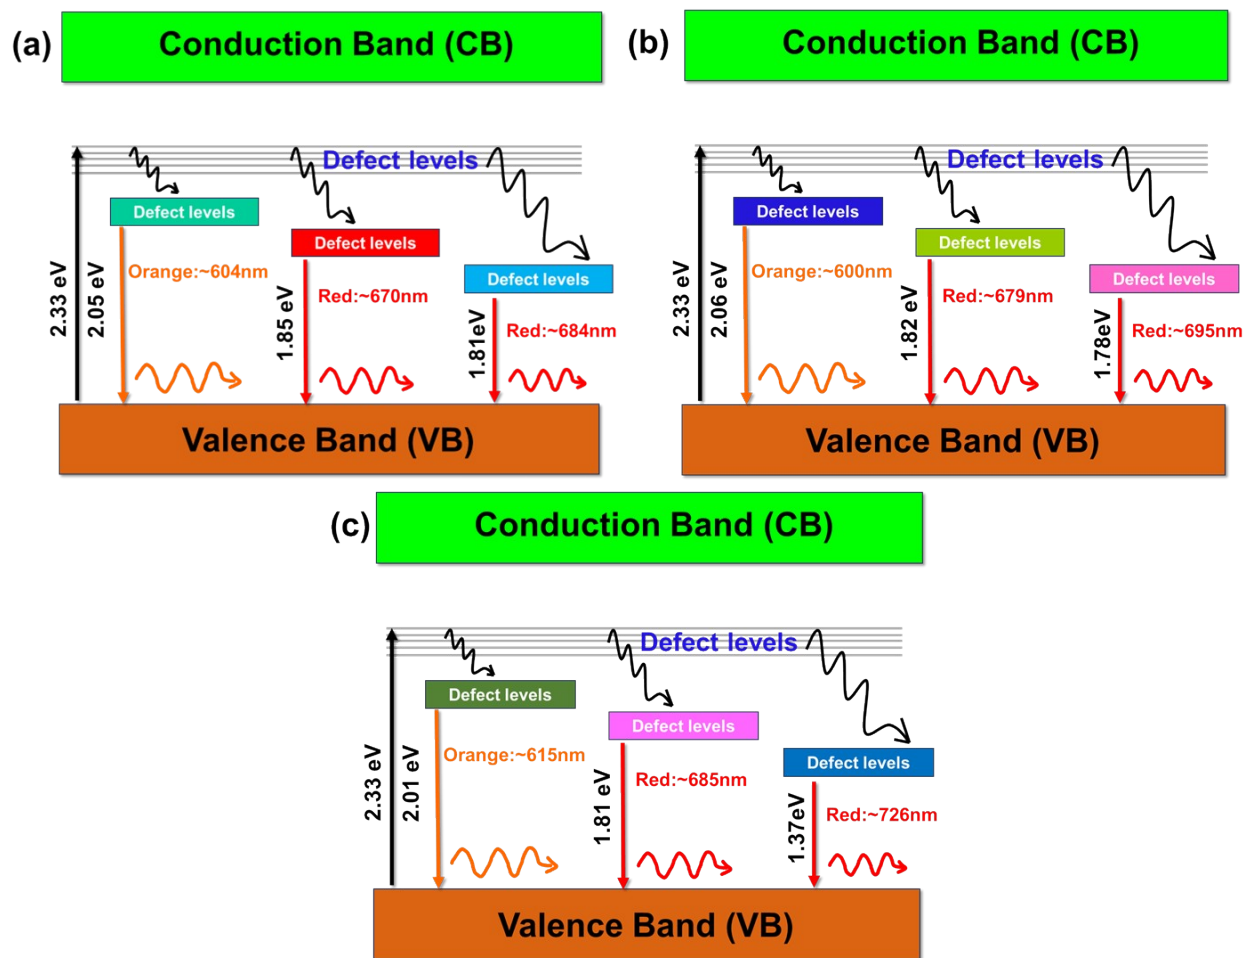 (a)
Conduction Band (CB)
Defect levels
Defect levels
Defect levels
Defect levels
2.33 eV
2.05 eV
Orange:~604nm
1.85 eV
Red:~670nm
1.81eV
Red:~684nm
Valence Band (VB)
(b)
Conduction Band (CB)
Defect levels
Defect levels
Defect levels
Defect levels
2.33 eV
2.06 eV
Orange:~600nm
1.82 eV
Red:~679nm
1.78eV
Red:~695nm
Valence Band (VB)
(c)
Conduction Band (CB)
Defect levels
Defect levels
Defect levels
Defect levels
2.33 eV
2.01 eV
Orange:~615nm
1.81 eV
Red:~685nm
1.37eV
Red:~726nm
Valence Band (VB)